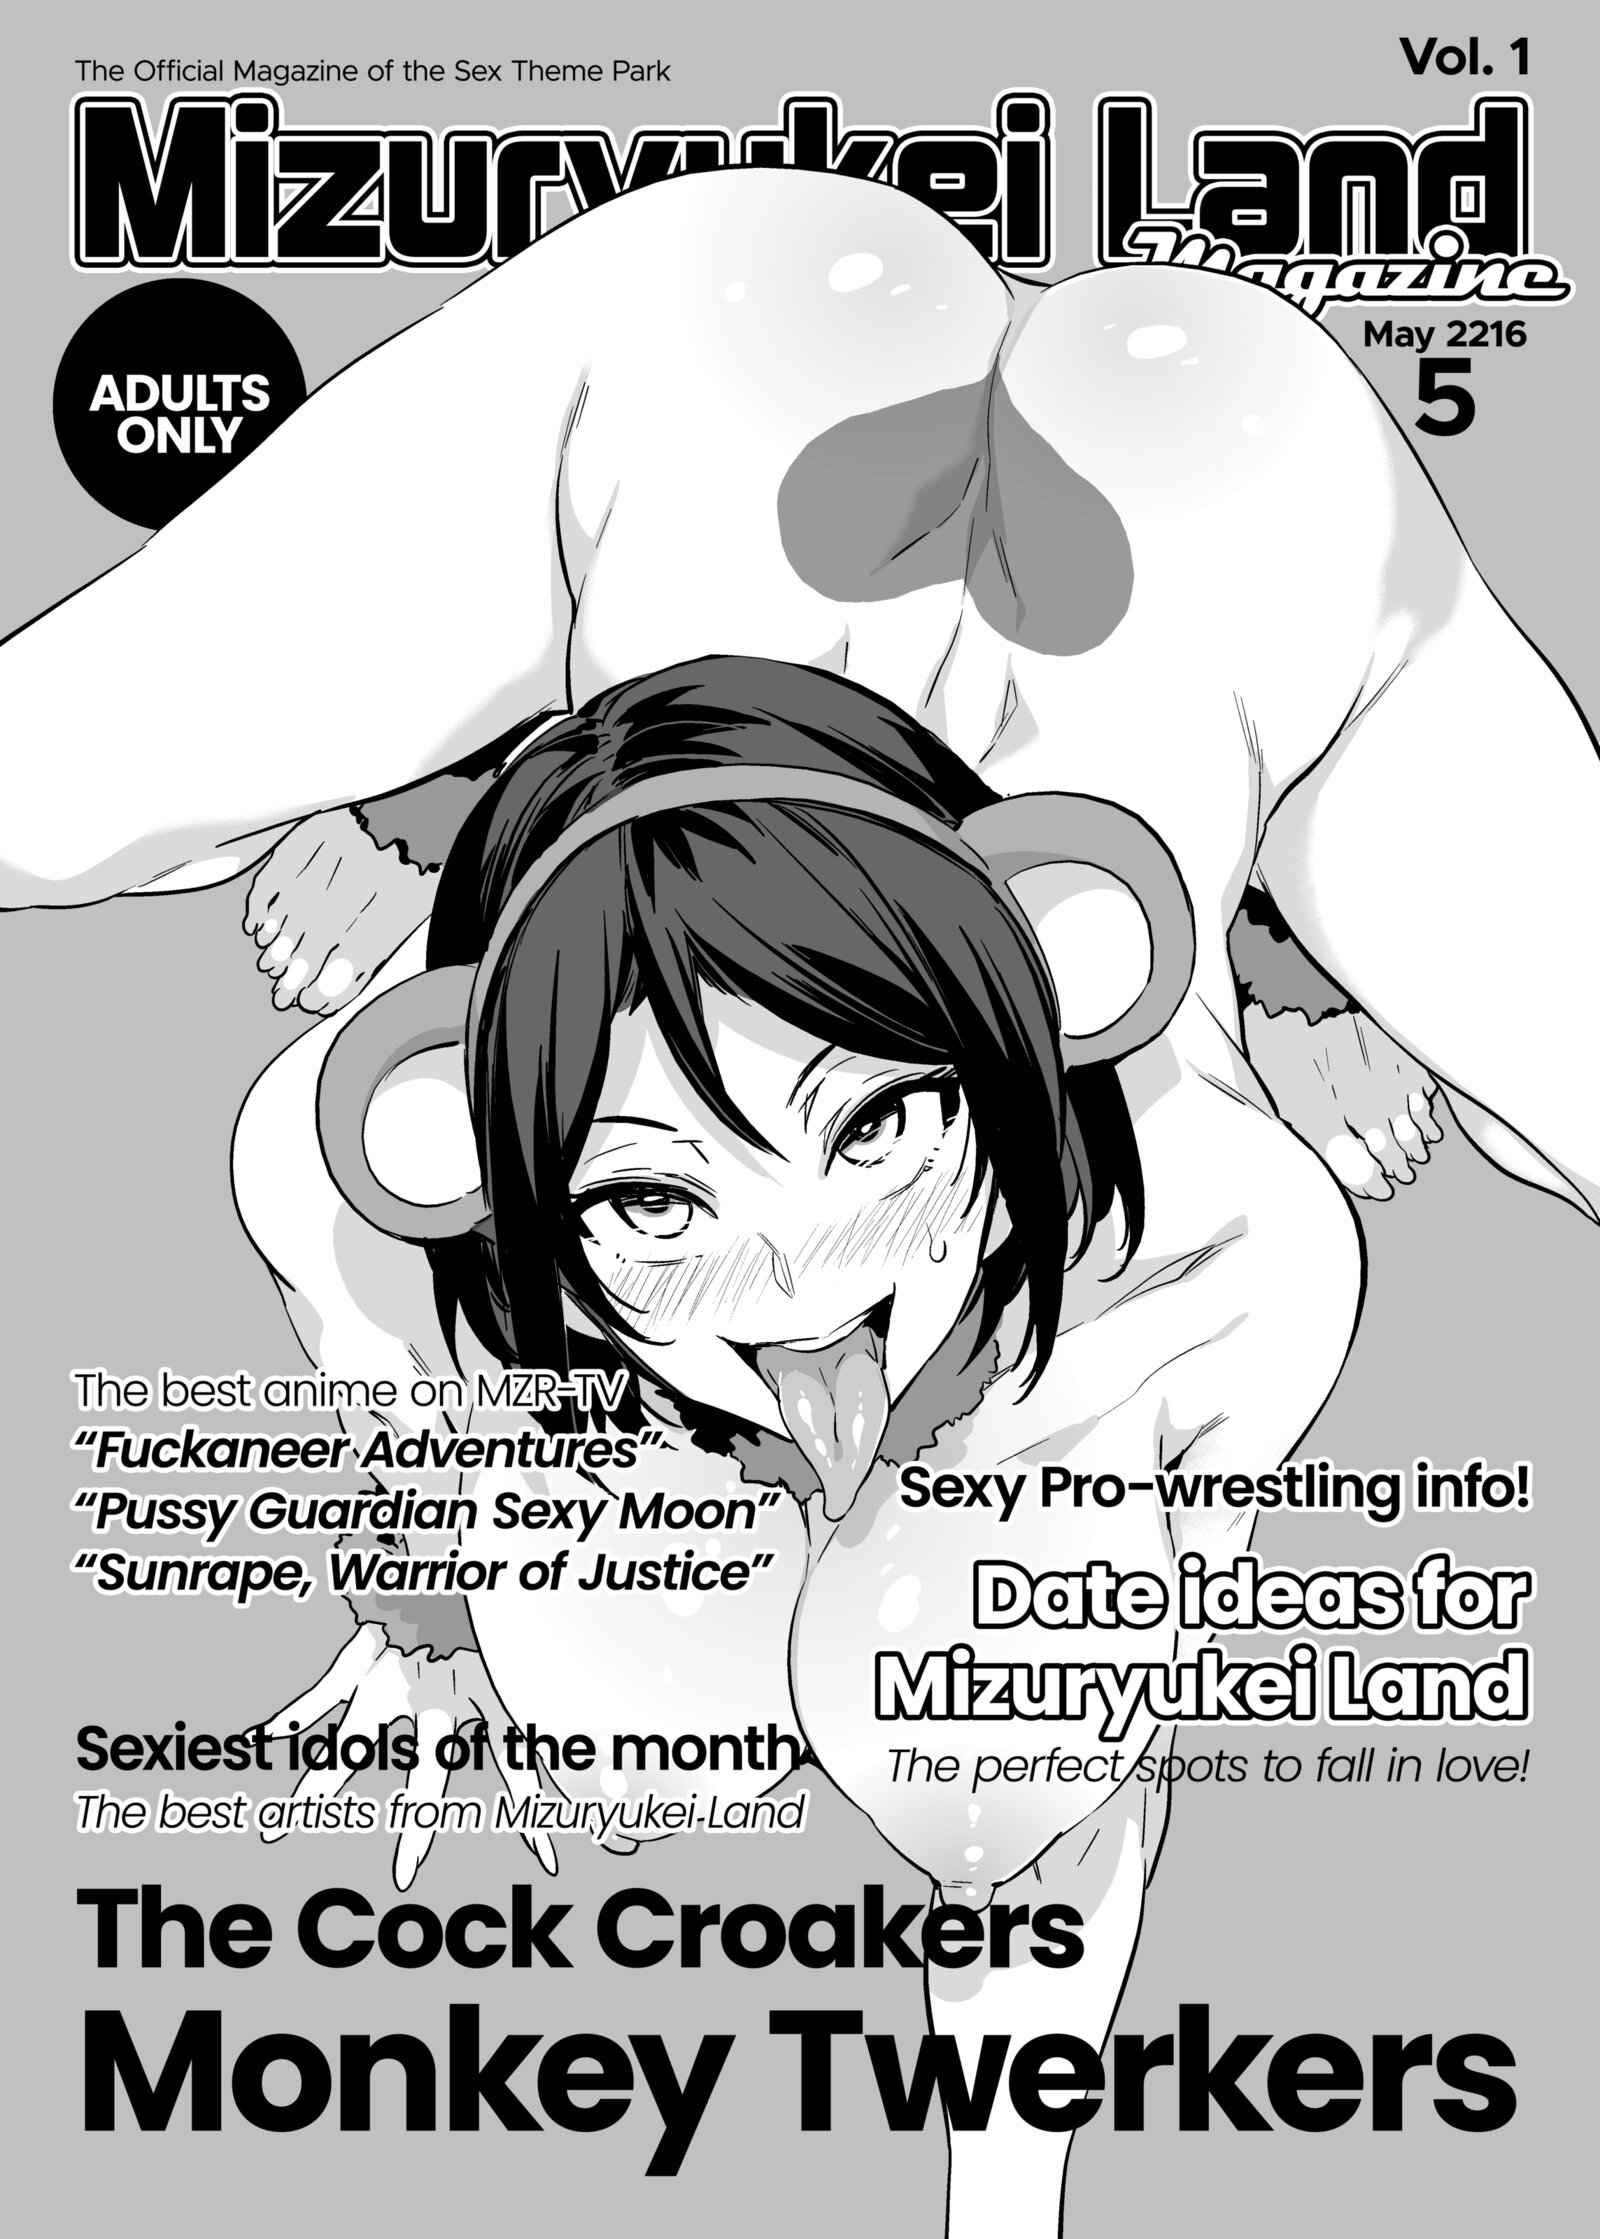 The Official Magazine of the Sex Theme Park
Vol. 1
Mizuryukei Land
Magazine
May 2216
5
ADULTS
ONLY
The best anime on MZR-TV
“Fuckaneer Adventures”
“Pussy Guardian Sexy Moon”
“Sunrape, Warrior of Justice”
Sexy Pro-wrestling info!
Date ideas for
Mizuryukei Land
The perfect spots to fall in love!
Sexiest idols of the month
The best artists from Mizuryukei Land
The Cock Croakers
Monkey Twerkers